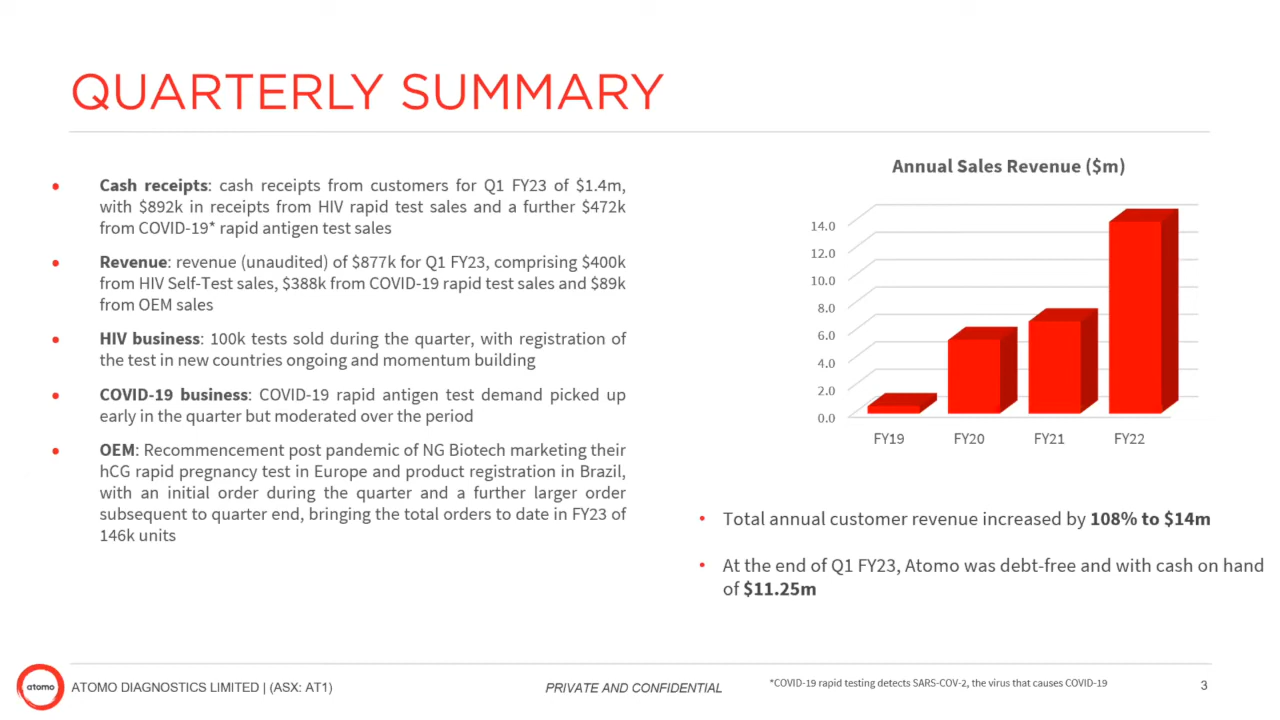 QUARTERLY SUMMARY
• Cash receipts: cash receipts from customers for Q1 FY23 of $1.4m,
with $892k in receipts from HIV rapid test sales and a further $472k
from COVID-19* rapid antigen test sales
• Revenue: revenue (unaudited) of $877k for Q1 FY23, comprising $400k
from HIV Self-Test sales, $388k from COVID-19 rapid test sales and $89k
from OEM sales
• HIV business: 100k tests sold during the quarter, with registration of
the test in new countries ongoing and momentum building
• COVID-19 business: COVID-19 rapid antigen test demand picked up
early in the quarter but moderated over the period
• OEM: Recommencement post pandemic of NG Biotech marketing their
hCG rapid pregnancy test in Europe and product registration in Brazil,
with an initial order during the quarter and a further larger order
subsequent to quarter end, bringing the total orders to date in FY23 of
146k units
Annual Sales Revenue ($m)
14.0
12.0
10.0
8.0
6.0
4.0
2.0
0.0
FY19 FY20 FY21 FY22
• Total annual customer revenue increased by 108% to $14m
• At the end of Q1 FY23, Atomo was debt-free and with cash on hand
of $11.25m
atomo
ATOMO DIAGNOSTICS LIMITED | (ASX: AT1)
PRIVATE AND CONFIDENTIAL
*COVID-19 rapid testing detects SARS-COV-2, the virus that causes COVID-19
3